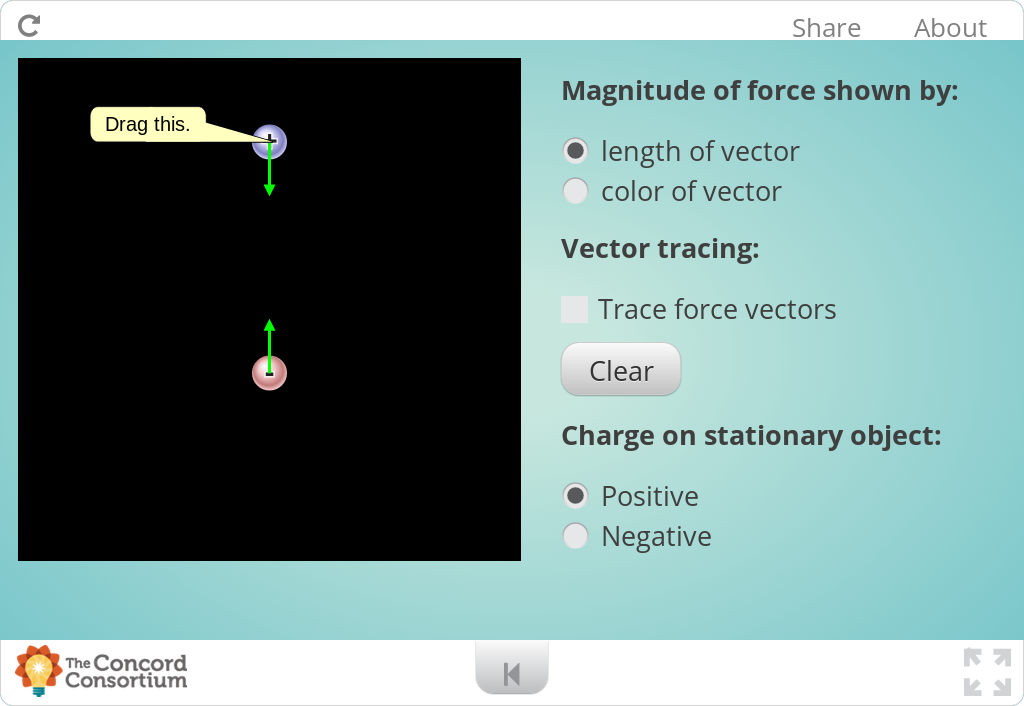 Share About
Drag this.
Magnitude of force shown by:
length of vector
color of vector
Vector tracing:
Trace force vectors
Clear
Charge on stationary object:
Positive
Negative
The Concord
Consortium